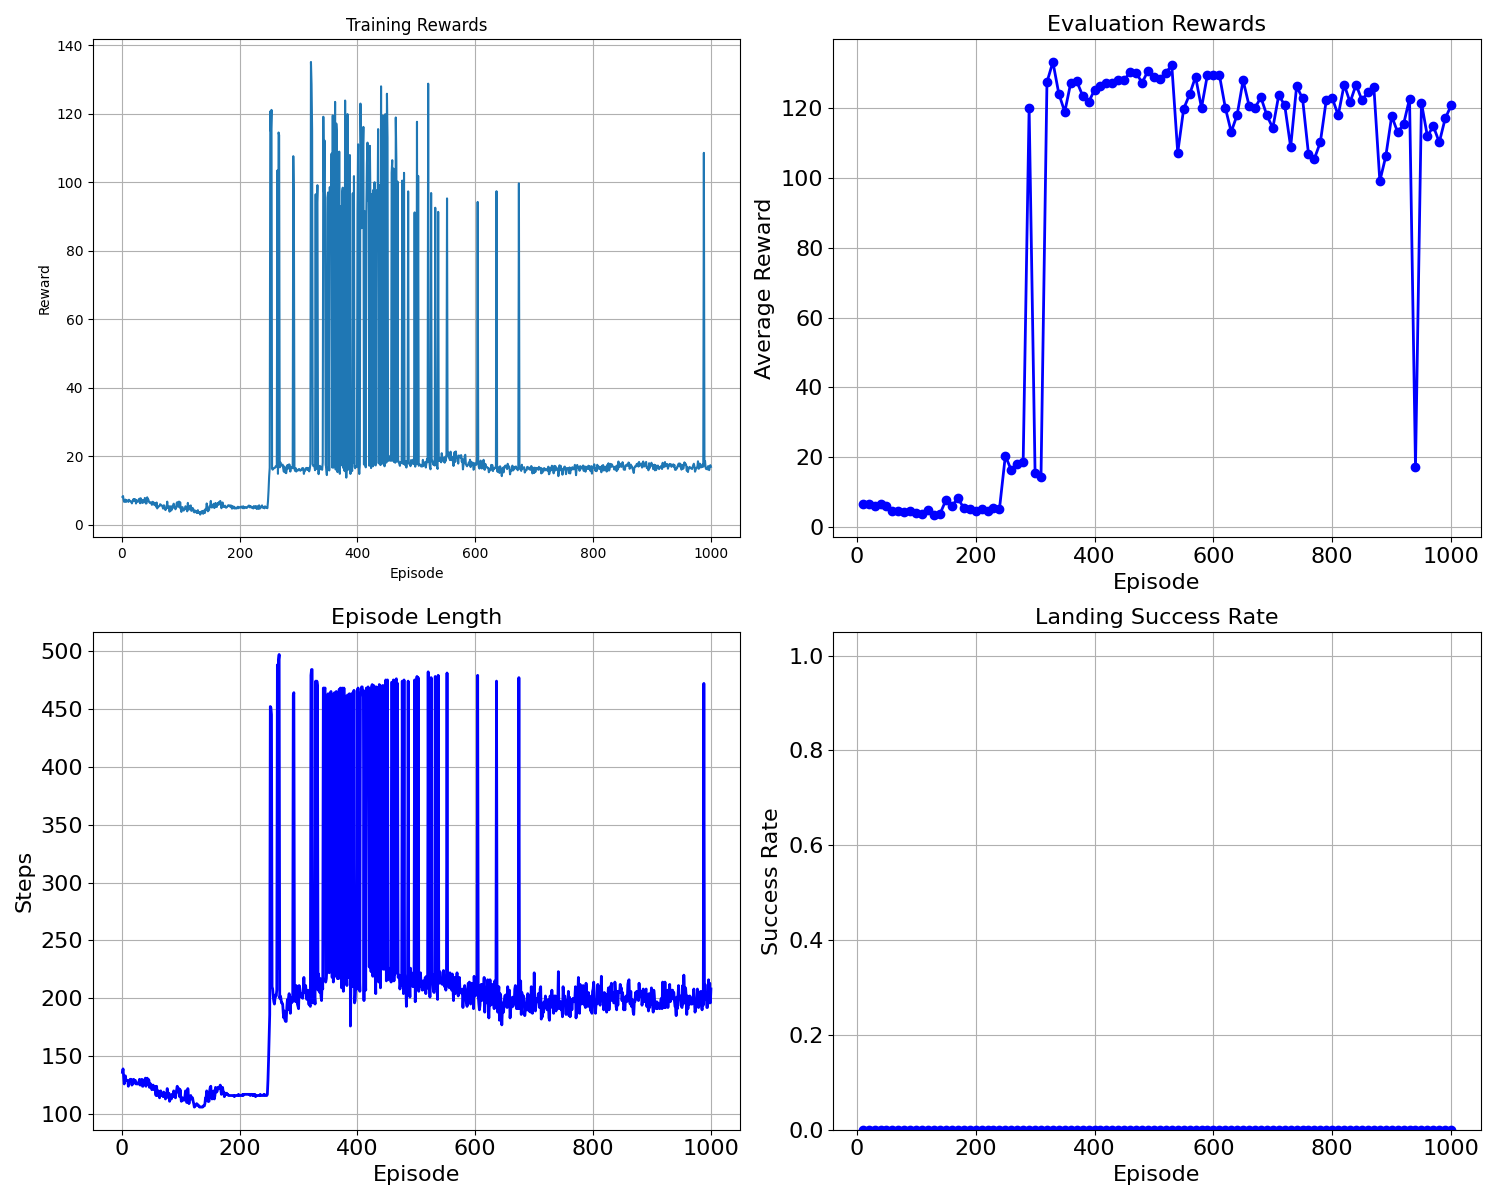 Training Rewards
140
120
100
80
60
40
20
0
Reward
0 200 400 600 800 1000
Episode
Evaluation Rewards
120
100
80
60
40
20
0
Average Reward
0 200 400 600 800 1000
Episode
Episode Length
500
450
400
350
300
250
200
150
100
Steps
0 200 400 600 800 1000
Episode
Landing Success Rate
1.0
0.8
0.6
0.4
0.2
0.0
Success Rate
0 200 400 600 800 1000
Episode